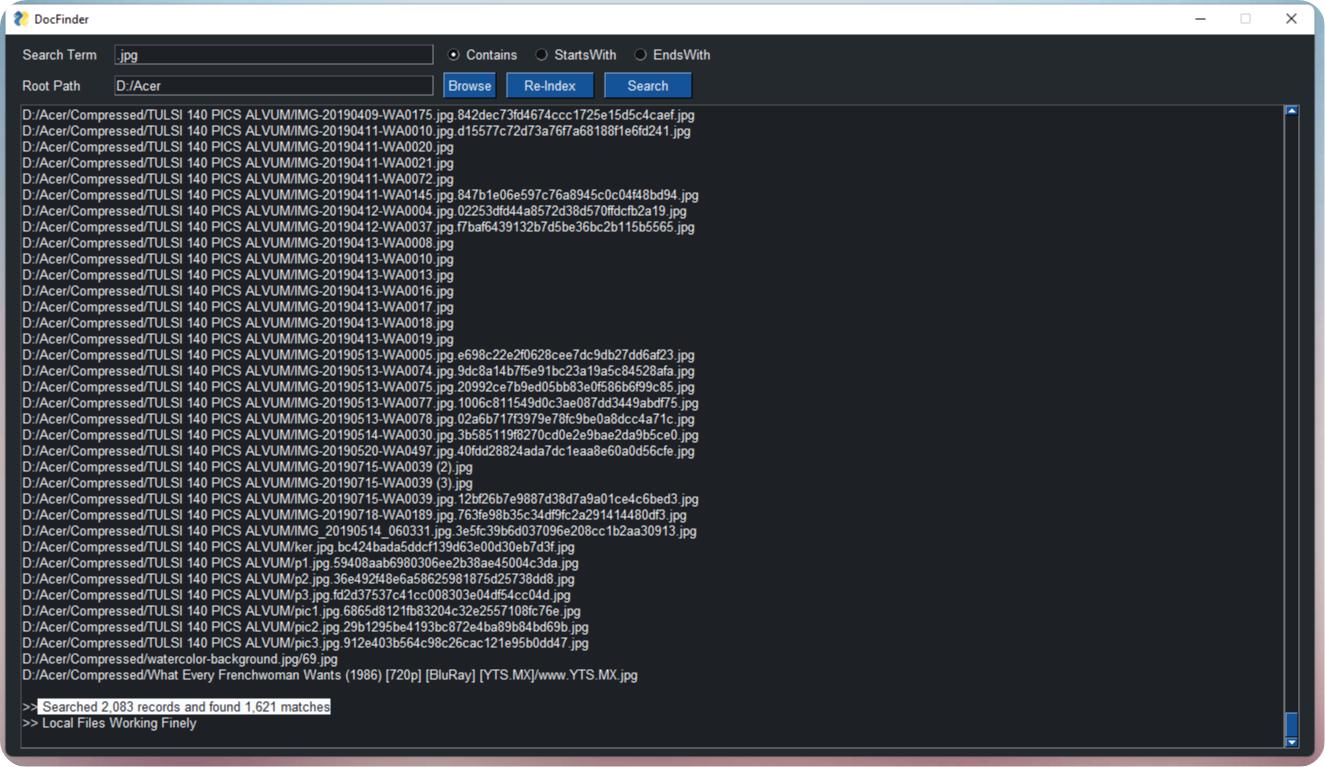 DocFinder
Search Term .jpg Contains StartsWith EndsWith
Root Path D:/Acer Browse Re-Index Search
D:/Acer/Compressed/TULSI 140 PICS ALVUM/IMG-20190409-WA0175.jpg.842dec73fd4674ccc1725e15d5c4caef.jpg
D:/Acer/Compressed/TULSI 140 PICS ALVUM/IMG-20190411-WA0010.jpg.d15577c72d73a76f7a68188f1e6fd241.jpg
D:/Acer/Compressed/TULSI 140 PICS ALVUM/IMG-20190411-WA0020.jpg
D:/Acer/Compressed/TULSI 140 PICS ALVUM/IMG-20190411-WA0021.jpg
D:/Acer/Compressed/TULSI 140 PICS ALVUM/IMG-20190411-WA0072.jpg
D:/Acer/Compressed/TULSI 140 PICS ALVUM/IMG-20190411-WA0145.jpg.847b1e06e597c76a8945c0c04f48bd94.jpg
D:/Acer/Compressed/TULSI 140 PICS ALVUM/IMG-20190412-WA0004.jpg.02253dfd44a8572d38d570ffdcfb2a19.jpg
D:/Acer/Compressed/TULSI 140 PICS ALVUM/IMG-20190412-WA0037.jpg.f7baf6439132b7d5be36bc2b115b5565.jpg
D:/Acer/Compressed/TULSI 140 PICS ALVUM/IMG-20190413-WA0008.jpg
D:/Acer/Compressed/TULSI 140 PICS ALVUM/IMG-20190413-WA0010.jpg
D:/Acer/Compressed/TULSI 140 PICS ALVUM/IMG-20190413-WA0013.jpg
D:/Acer/Compressed/TULSI 140 PICS ALVUM/IMG-20190413-WA0016.jpg
D:/Acer/Compressed/TULSI 140 PICS ALVUM/IMG-20190413-WA0017.jpg
D:/Acer/Compressed/TULSI 140 PICS ALVUM/IMG-20190413-WA0018.jpg
D:/Acer/Compressed/TULSI 140 PICS ALVUM/IMG-20190413-WA0019.jpg
D:/Acer/Compressed/TULSI 140 PICS ALVUM/IMG-20190513-WA0005.jpg.e698c22e2f0628cee7dc9db27dd6af23.jpg
D:/Acer/Compressed/TULSI 140 PICS ALVUM/IMG-20190513-WA0074.jpg.9dc8a14b7f5e91bc23a19a5c84528afa.jpg
D:/Acer/Compressed/TULSI 140 PICS ALVUM/IMG-20190513-WA0075.jpg.20992ce7b9ed05bb83e0f586b6f99c85.jpg
D:/Acer/Compressed/TULSI 140 PICS ALVUM/IMG-20190513-WA0077.jpg.1006c811549d0c3ae087dd3449abdf75.jpg
D:/Acer/Compressed/TULSI 140 PICS ALVUM/IMG-20190513-WA0078.jpg.02a6b717f3979e78fc9be0a8dcc4a71c.jpg
D:/Acer/Compressed/TULSI 140 PICS ALVUM/IMG-20190514-WA0030.jpg.3b585119f8270cd0e2e9bae2da9b5ce0.jpg
D:/Acer/Compressed/TULSI 140 PICS ALVUM/IMG-20190520-WA0497.jpg.40fdd28824ada7dc1eaa8e60a0d56cfe.jpg
D:/Acer/Compressed/TULSI 140 PICS ALVUM/IMG-20190715-WA0039 (2).jpg
D:/Acer/Compressed/TULSI 140 PICS ALVUM/IMG-20190715-WA0039 (3).jpg
D:/Acer/Compressed/TULSI 140 PICS ALVUM/IMG-20190715-WA0039.jpg.12bf26b7e9887d38d7a9a01ce4c6bed3.jpg
D:/Acer/Compressed/TULSI 140 PICS ALVUM/IMG-20190718-WA0189.jpg.763fe98b35c34df9fc2a291414480df3.jpg
D:/Acer/Compressed/TULSI 140 PICS ALVUM/IMG_20190514_060331.jpg.3e5fc39b6d037096e208cc1b2aa30913.jpg
D:/Acer/Compressed/TULSI 140 PICS ALVUM/ker.jpg.bc424bada5ddcf139d63e00d30eb7d3f.jpg
D:/Acer/Compressed/TULSI 140 PICS ALVUM/p1.jpg.59408aab6980306ee2b38ae45004c3da.jpg
D:/Acer/Compressed/TULSI 140 PICS ALVUM/p2.jpg.36e492f48e6a58625981875d25738dd8.jpg
D:/Acer/Compressed/TULSI 140 PICS ALVUM/p3.jpg.fd2d37537c41cc008303e04df54cc04d.jpg
D:/Acer/Compressed/TULSI 140 PICS ALVUM/pic1.jpg.6865d8121fb83204c32e2557108fc76e.jpg
D:/Acer/Compressed/TULSI 140 PICS ALVUM/pic2.jpg.29b1295be4193bc872e4ba89b84bd69b.jpg
D:/Acer/Compressed/TULSI 140 PICS ALVUM/pic3.jpg.912e403b564c98c26cac121e95b0dd47.jpg
D:/Acer/Compressed/watercolor-background.jpg/69.jpg
D:/Acer/Compressed/What Every Frenchwoman Wants (1986) [720p] [BluRay] [YTS.MX]/www.YTS.MX.jpg
>> Searched 2,083 records and found 1,621 matches
>> Local Files Working Finely